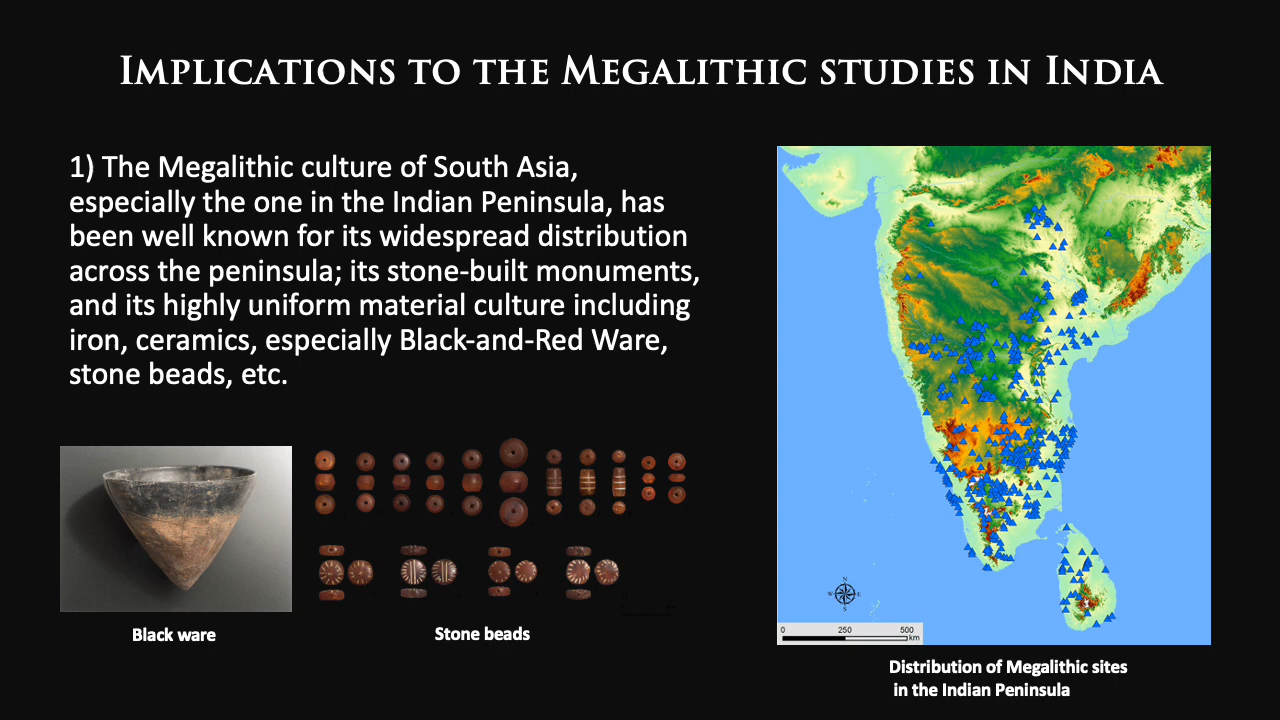 IMPLICATIONS TO THE MEGALITHIC STUDIES IN INDIA
1) The Megalithic culture of South Asia,
especially the one in the Indian Peninsula, has
been well known for its widespread distribution
across the peninsula; its stone-built monuments,
and its highly uniform material culture including
iron, ceramics, especially Black-and-Red Ware,
stone beads, etc.
Black ware
Stone beads
N
W E
S
0 250 500
km
Distribution of Megalithic sites
in the Indian Peninsula